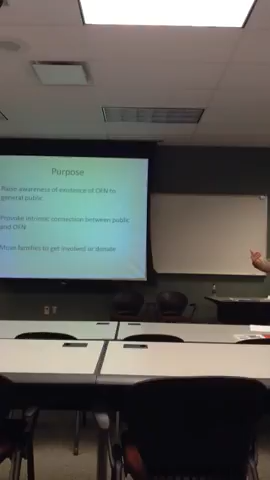 Purpose
Raise awareness of existence of OFN to
general public
Provoke intrinsic connection between public
and OFN
Move families to get involved or donate